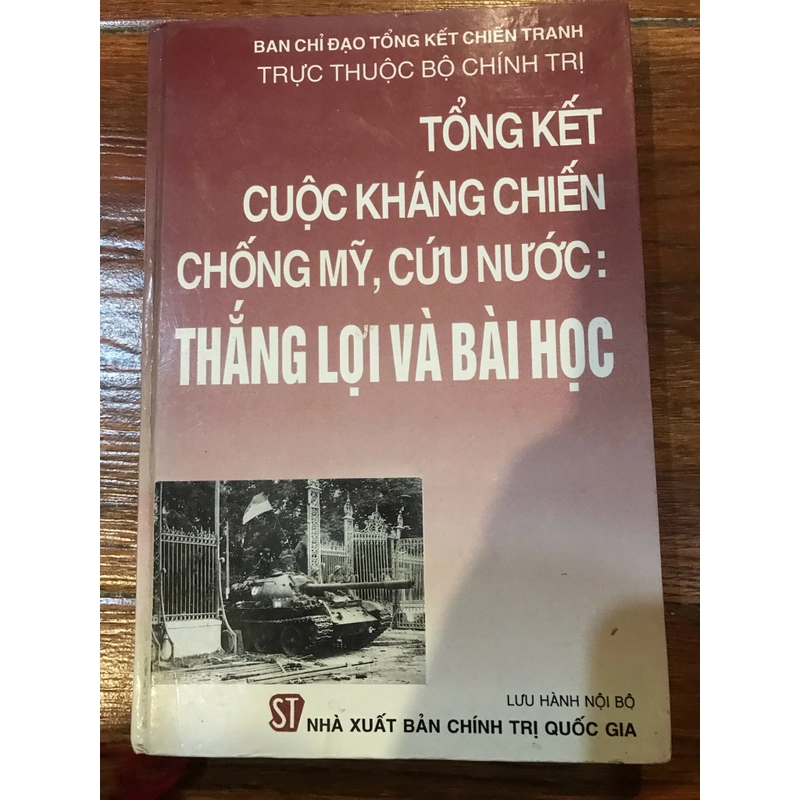 BAN CHỈ ĐẠO TỔNG KẾT CHIẾN TRANH
TRỰC THUỘC BỘ CHÍNH TRỊ
TỔNG KẾT
CUỘC KHÁNG CHIẾN
CHỐNG MỸ, CỨU NƯỚC:
THẮNG LỢI VÀ BÀI HỌC
LƯU HÀNH NỘI BỘ
ST NHÀ XUẤT BẢN CHÍNH TRỊ QUỐC GIA